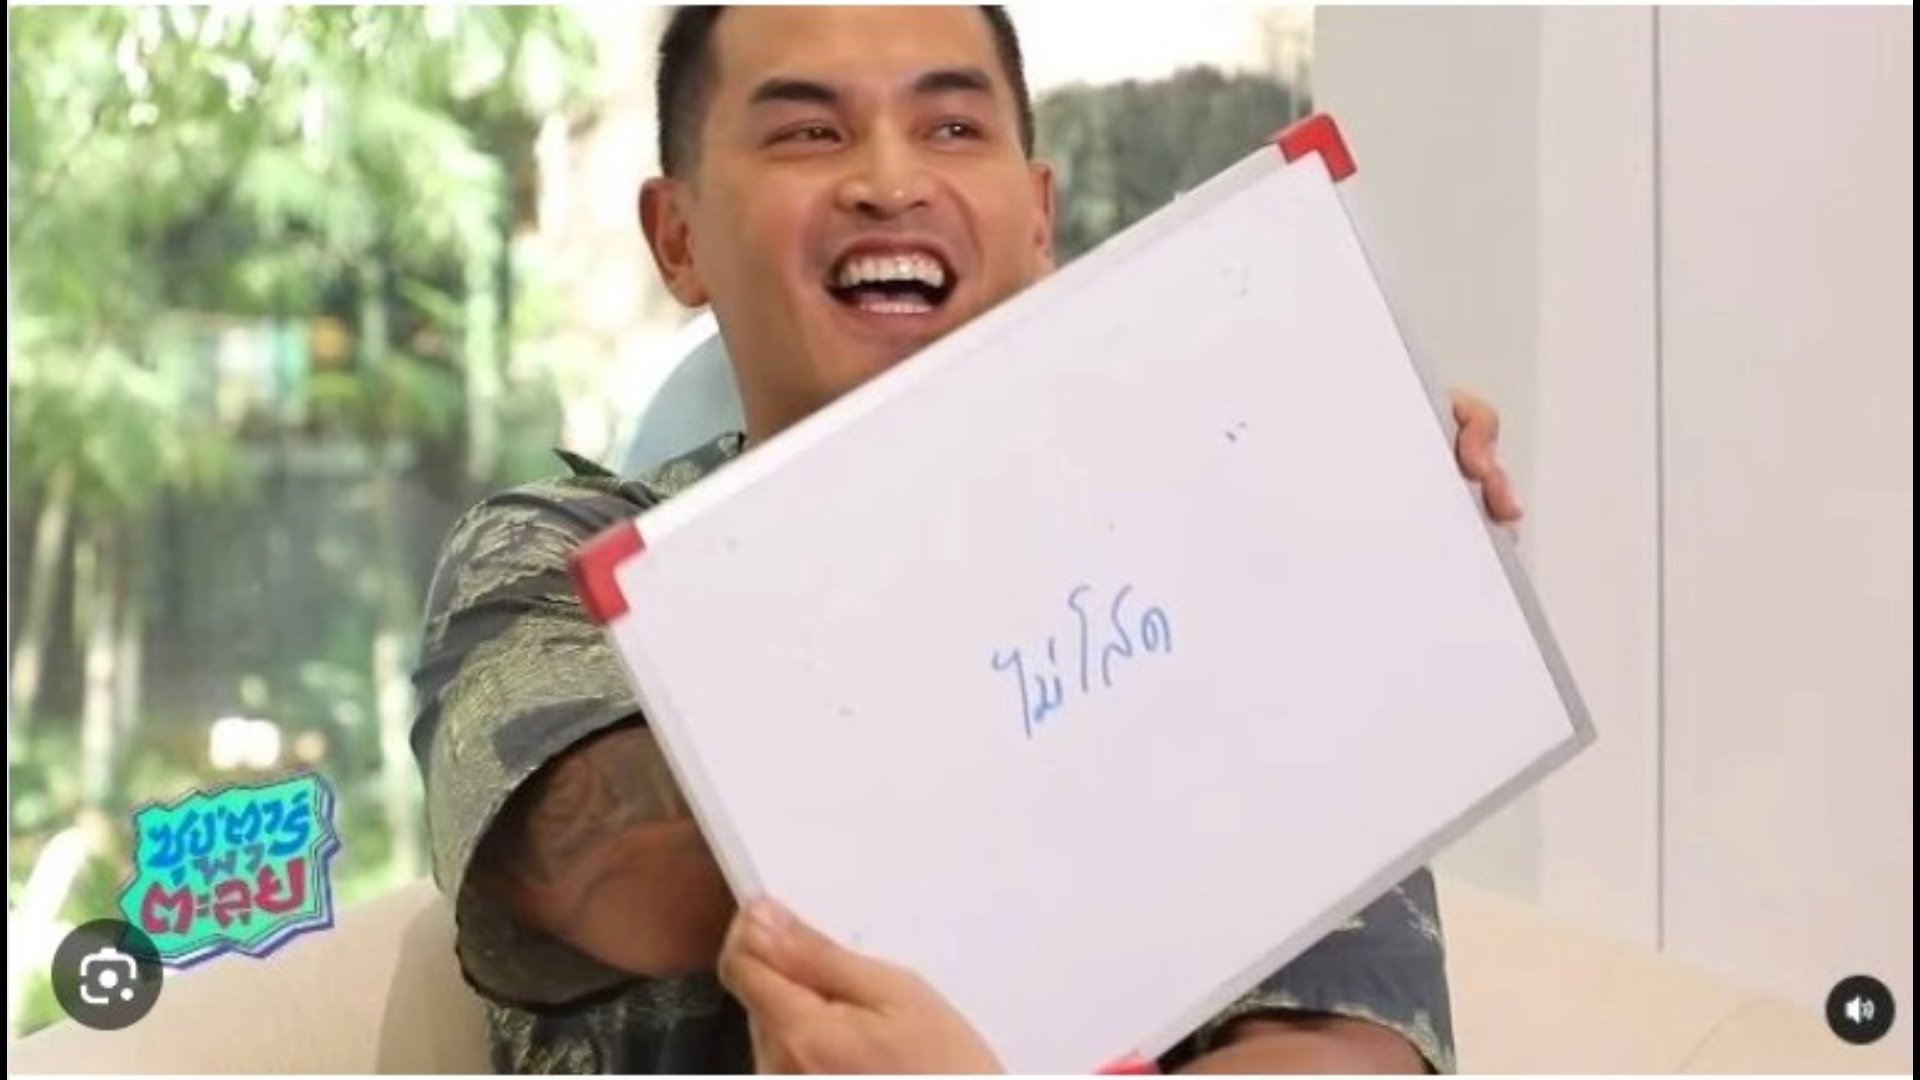 ไม่โสด
ซุป'ตาร์
พา
ตะลุย